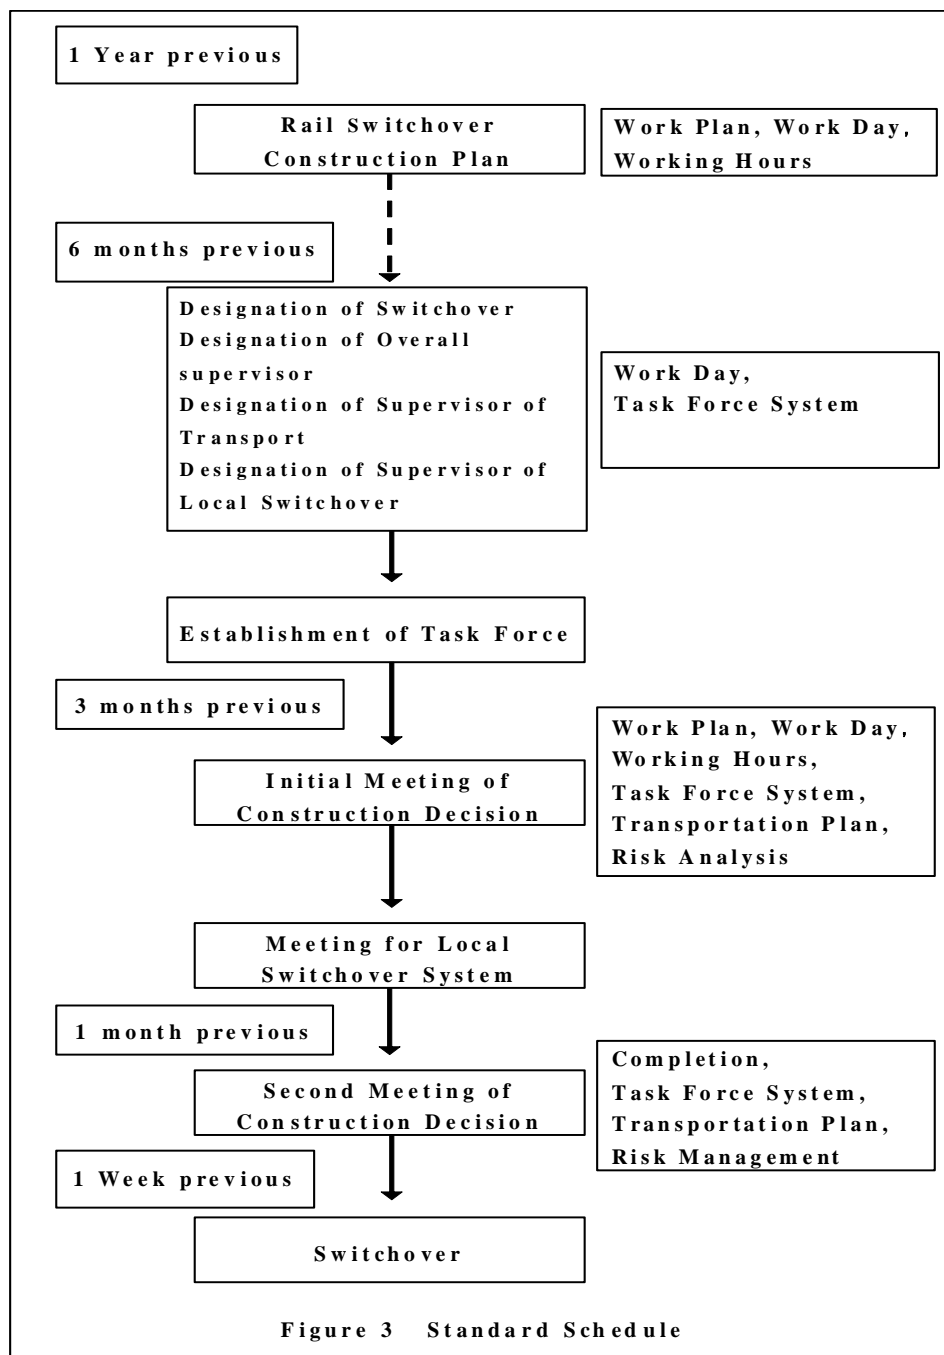 1 Year previous
Rail Switchover
Construction Plan
Work Plan, Work Day,
Working Hours
6 months previous
Designation of Switchover
Designation of Overall
supervisor
Designation of Supervisor of
Transport
Designation of Supervisor of
Local Switchover
Work Day,
Task Force System
Establishment of Task Force
3 months previous
Initial Meeting of
Construction Decision
Work Plan, Work Day,
Working Hours,
Task Force System,
Transportation Plan,
Risk Analysis
Meeting for Local
Switchover System
1 month previous
Second Meeting of
Construction Decision
Completion,
Task Force System,
Transportation Plan,
Risk Management
1 Week previous
Switchover
Figure 3 Standard Schedule